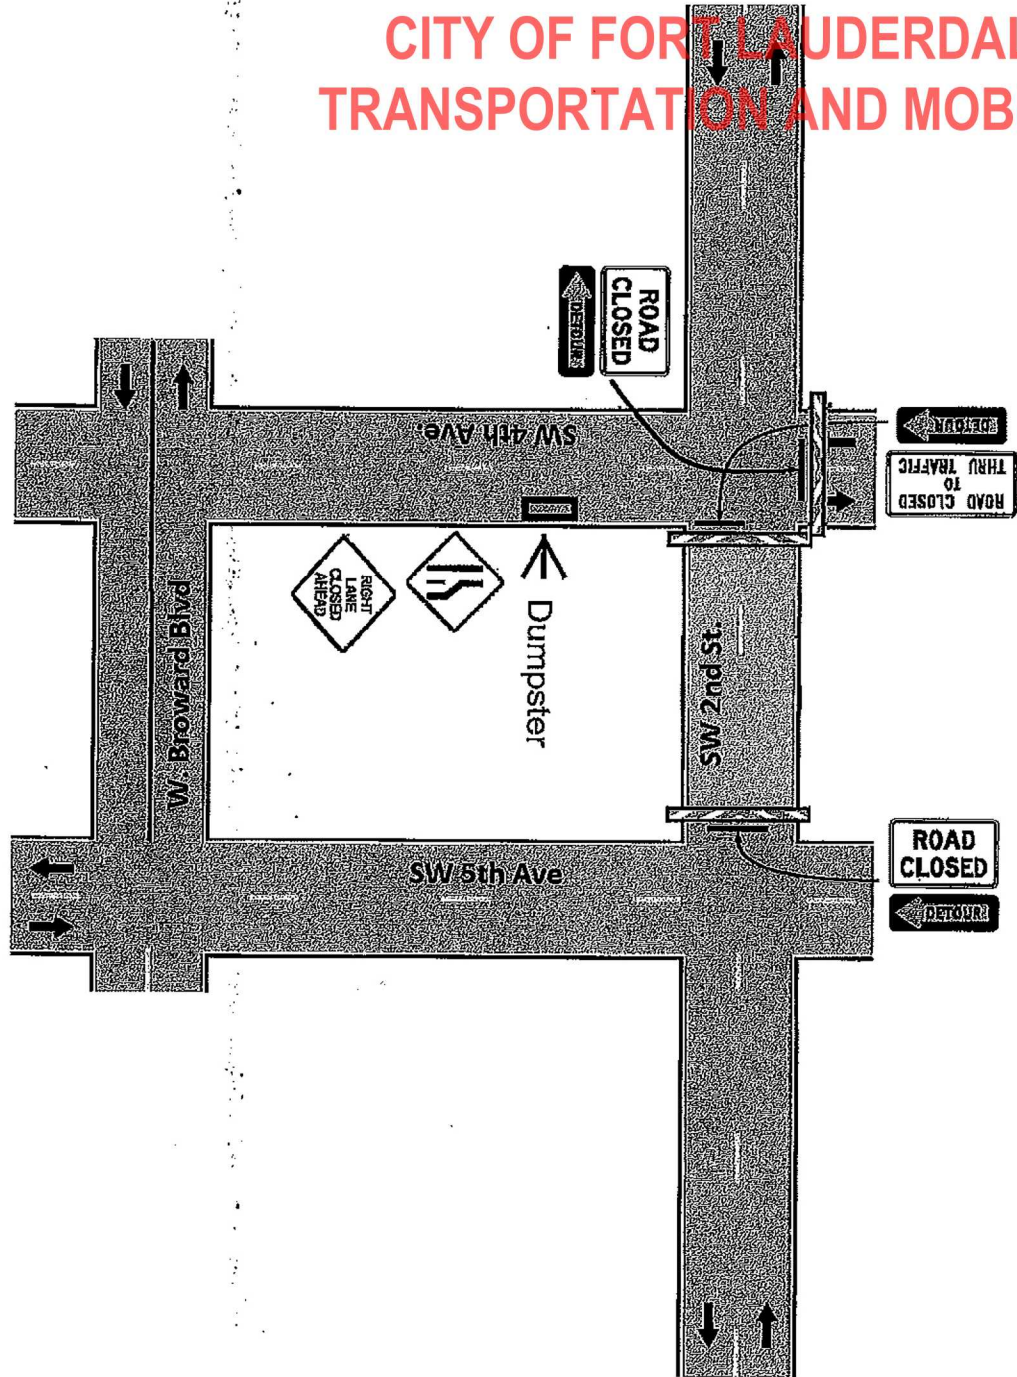 CITY OF FORT LAUDERDAL
TRANSPORTATION AND MOB
ROAD
CLOSED
DETOUR
SW 4th Ave.
DETOUR
ROAD CLOSED
TO
THRU TRAFFIC
RIGHT
LANE
CLOSED
AHEAD
W. Broward Blvd
Dumpster
SW 2nd St.
SW 5th Ave
ROAD
CLOSED
DETOUR